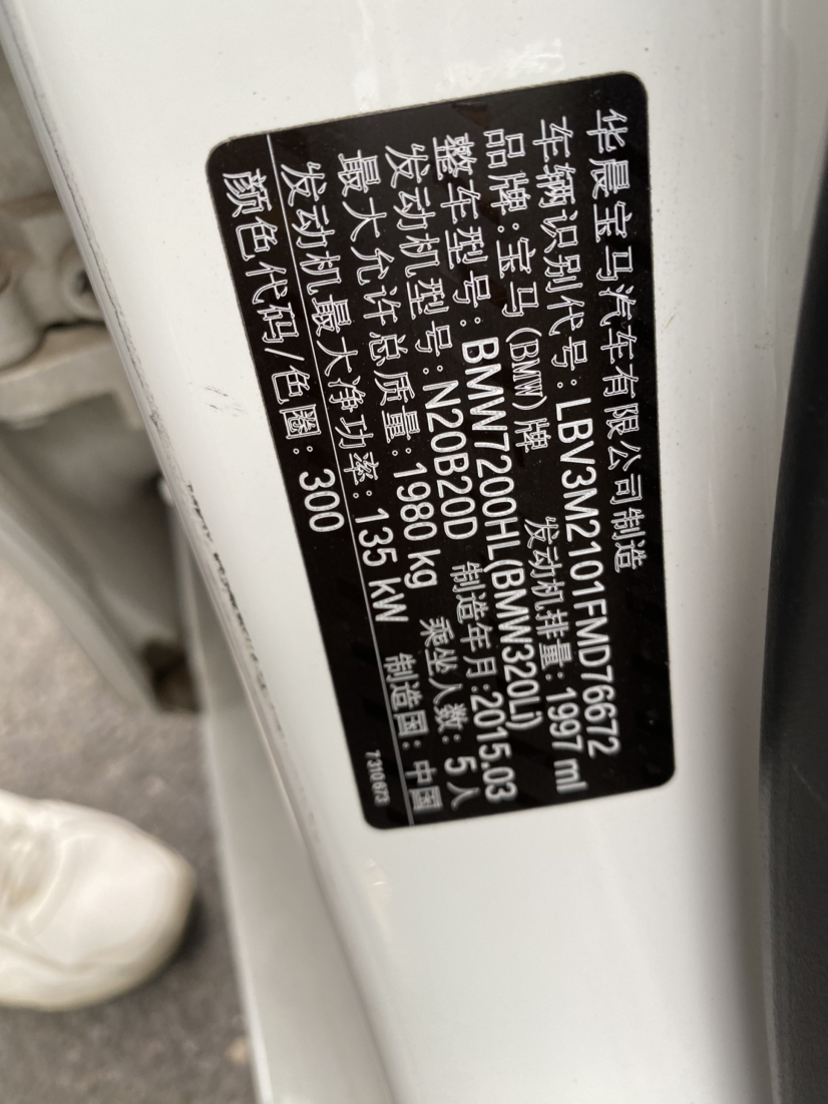 华晨宝马汽车有限公司制造
车辆识别代号:LBV3M2101FMD76672
品牌:宝马(BMW)牌 发动机排量:1997 ml
整车型号:BMW7200HL(BMW320Li)
发动机型号:N20B20D 制造年月:2015.03
最大允许总质量:1980 kg 乘坐人数:5人
发动机最大净功率:135 kW 制造国:中国
颜色代码/色圈:300
7310673